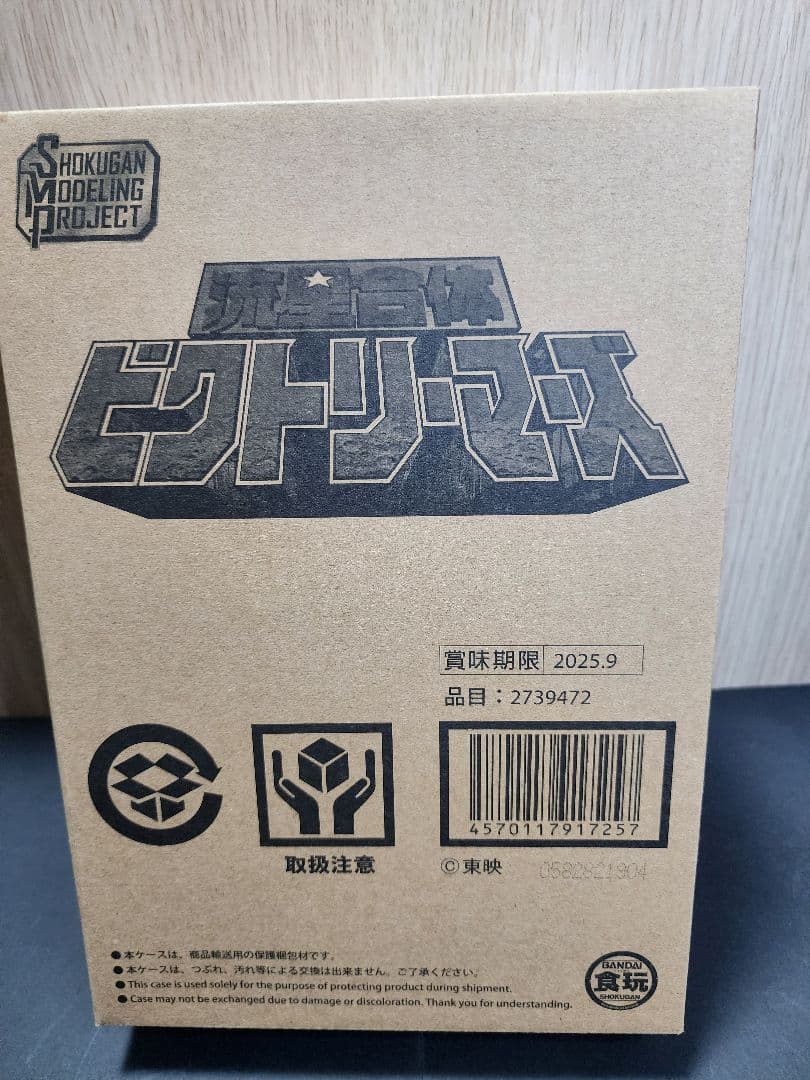 SHOKUGAN
MODELING
PROJECT
流星合体
ビクトリーマーズ
賞味期限 2025.9
品目：2739472
4570117917257
取扱注意
©東映 0582821904
●本ケースは、商品輸送用の保護梱包材です。
●本ケースは、つぶれ、汚れ等による交換は出来ません。ご了承ください。
●This case is used solely for the purpose of protecting product during shipment.
●Case may not be exchanged due to damage or discoloration. Thank you for understanding.
BANDAI
食玩
SHOKUGAN